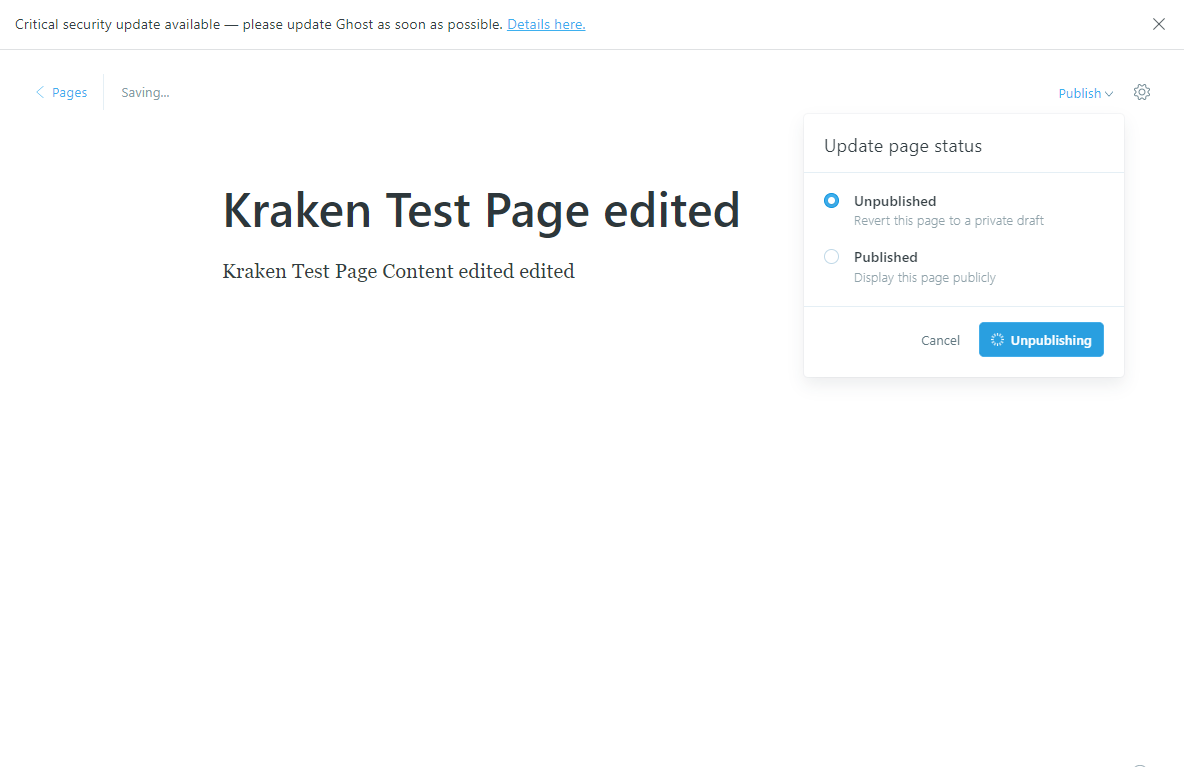 Critical security update available — please update Ghost as soon as possible. Details here.
Pages
Saving...
Publish
Update page status
Kraken Test Page edited
Kraken Test Page Content edited edited
Unpublished
Revert this page to a private draft
Published
Display this page publicly
Cancel
Unpublishing